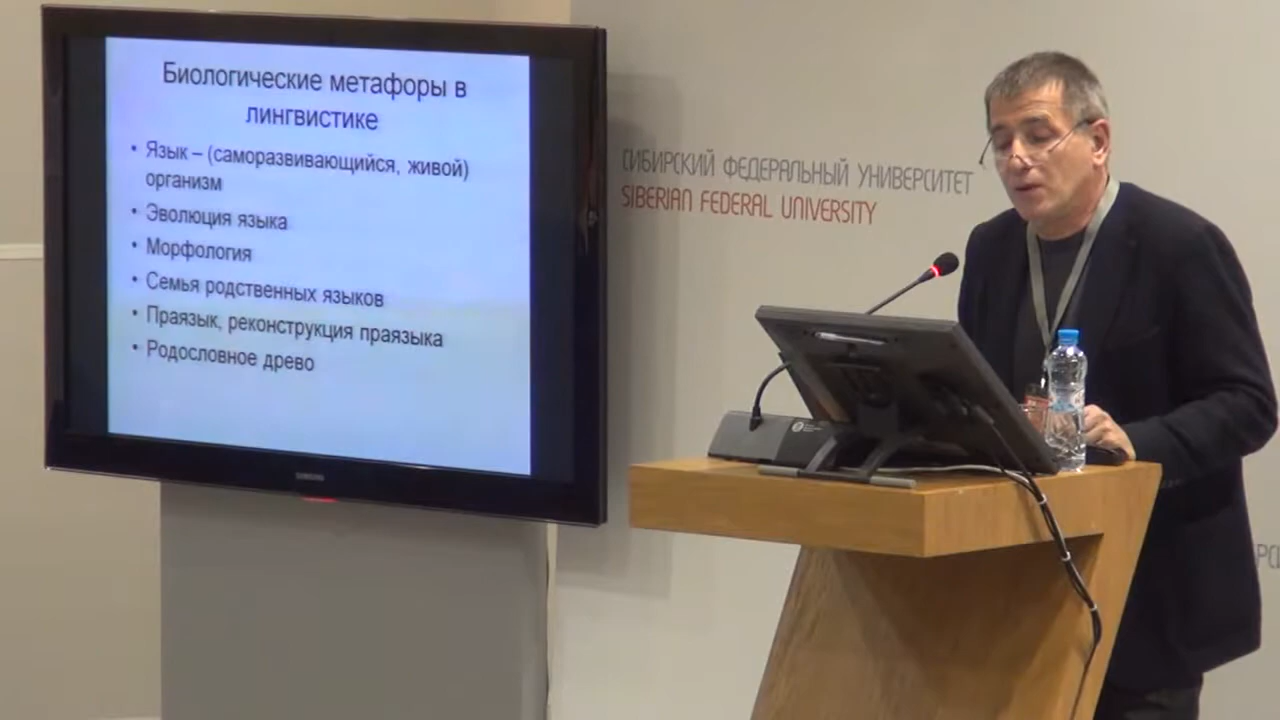 Биологические метафоры в
лингвистике
• Язык – (саморазвивающийся, живой)
организм
• Эволюция языка
• Морфология
• Семья родственных языков
• Праязык, реконструкция праязыка
• Родословное древо
SAMSUNG
СИБИРСКИЙ ФЕДЕРАЛЬНЫЙ УНИВЕРСИТЕТ
SIBERIAN FEDERAL UNIVERSITY